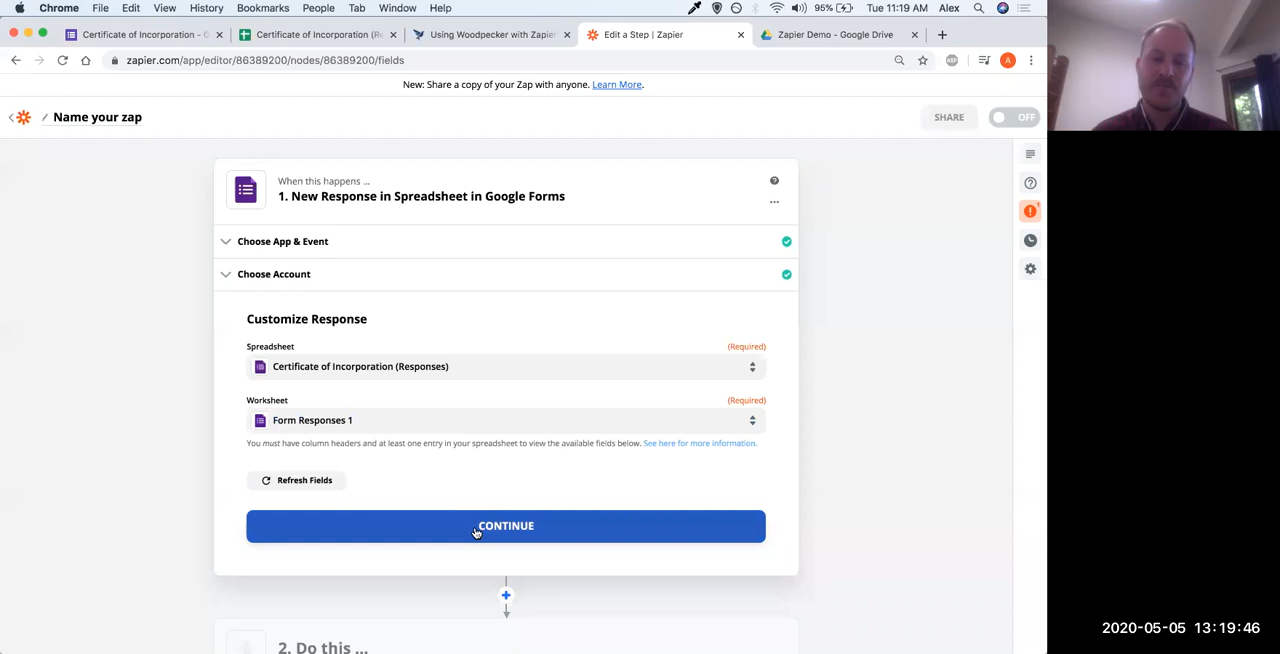 Chrome File Edit View History Bookmarks People Tab Window Help 95% Tue 11:19 AM Alex
Certificate of Incorporation - G Certificate of Incorporation (Re Using Woodpecker with Zapier Edit a Step | Zapier Zapier Demo - Google Drive
zapier.com/app/editor/86389200/nodes/86389200/fields ABP A
New: Share a copy of your Zap with anyone. Learn More.
Name your zap SHARE OFF
When this happens ...
1. New Response in Spreadsheet in Google Forms
Choose App & Event
Choose Account
Customize Response
Spreadsheet (Required)
Certificate of Incorporation (Responses)
Worksheet (Required)
Form Responses 1
You must have column headers and at least one entry in your spreadsheet to view the available fields below. See here for more information.
Refresh Fields
CONTINUE
2. Do this ...
2020-05-05 13:19:46